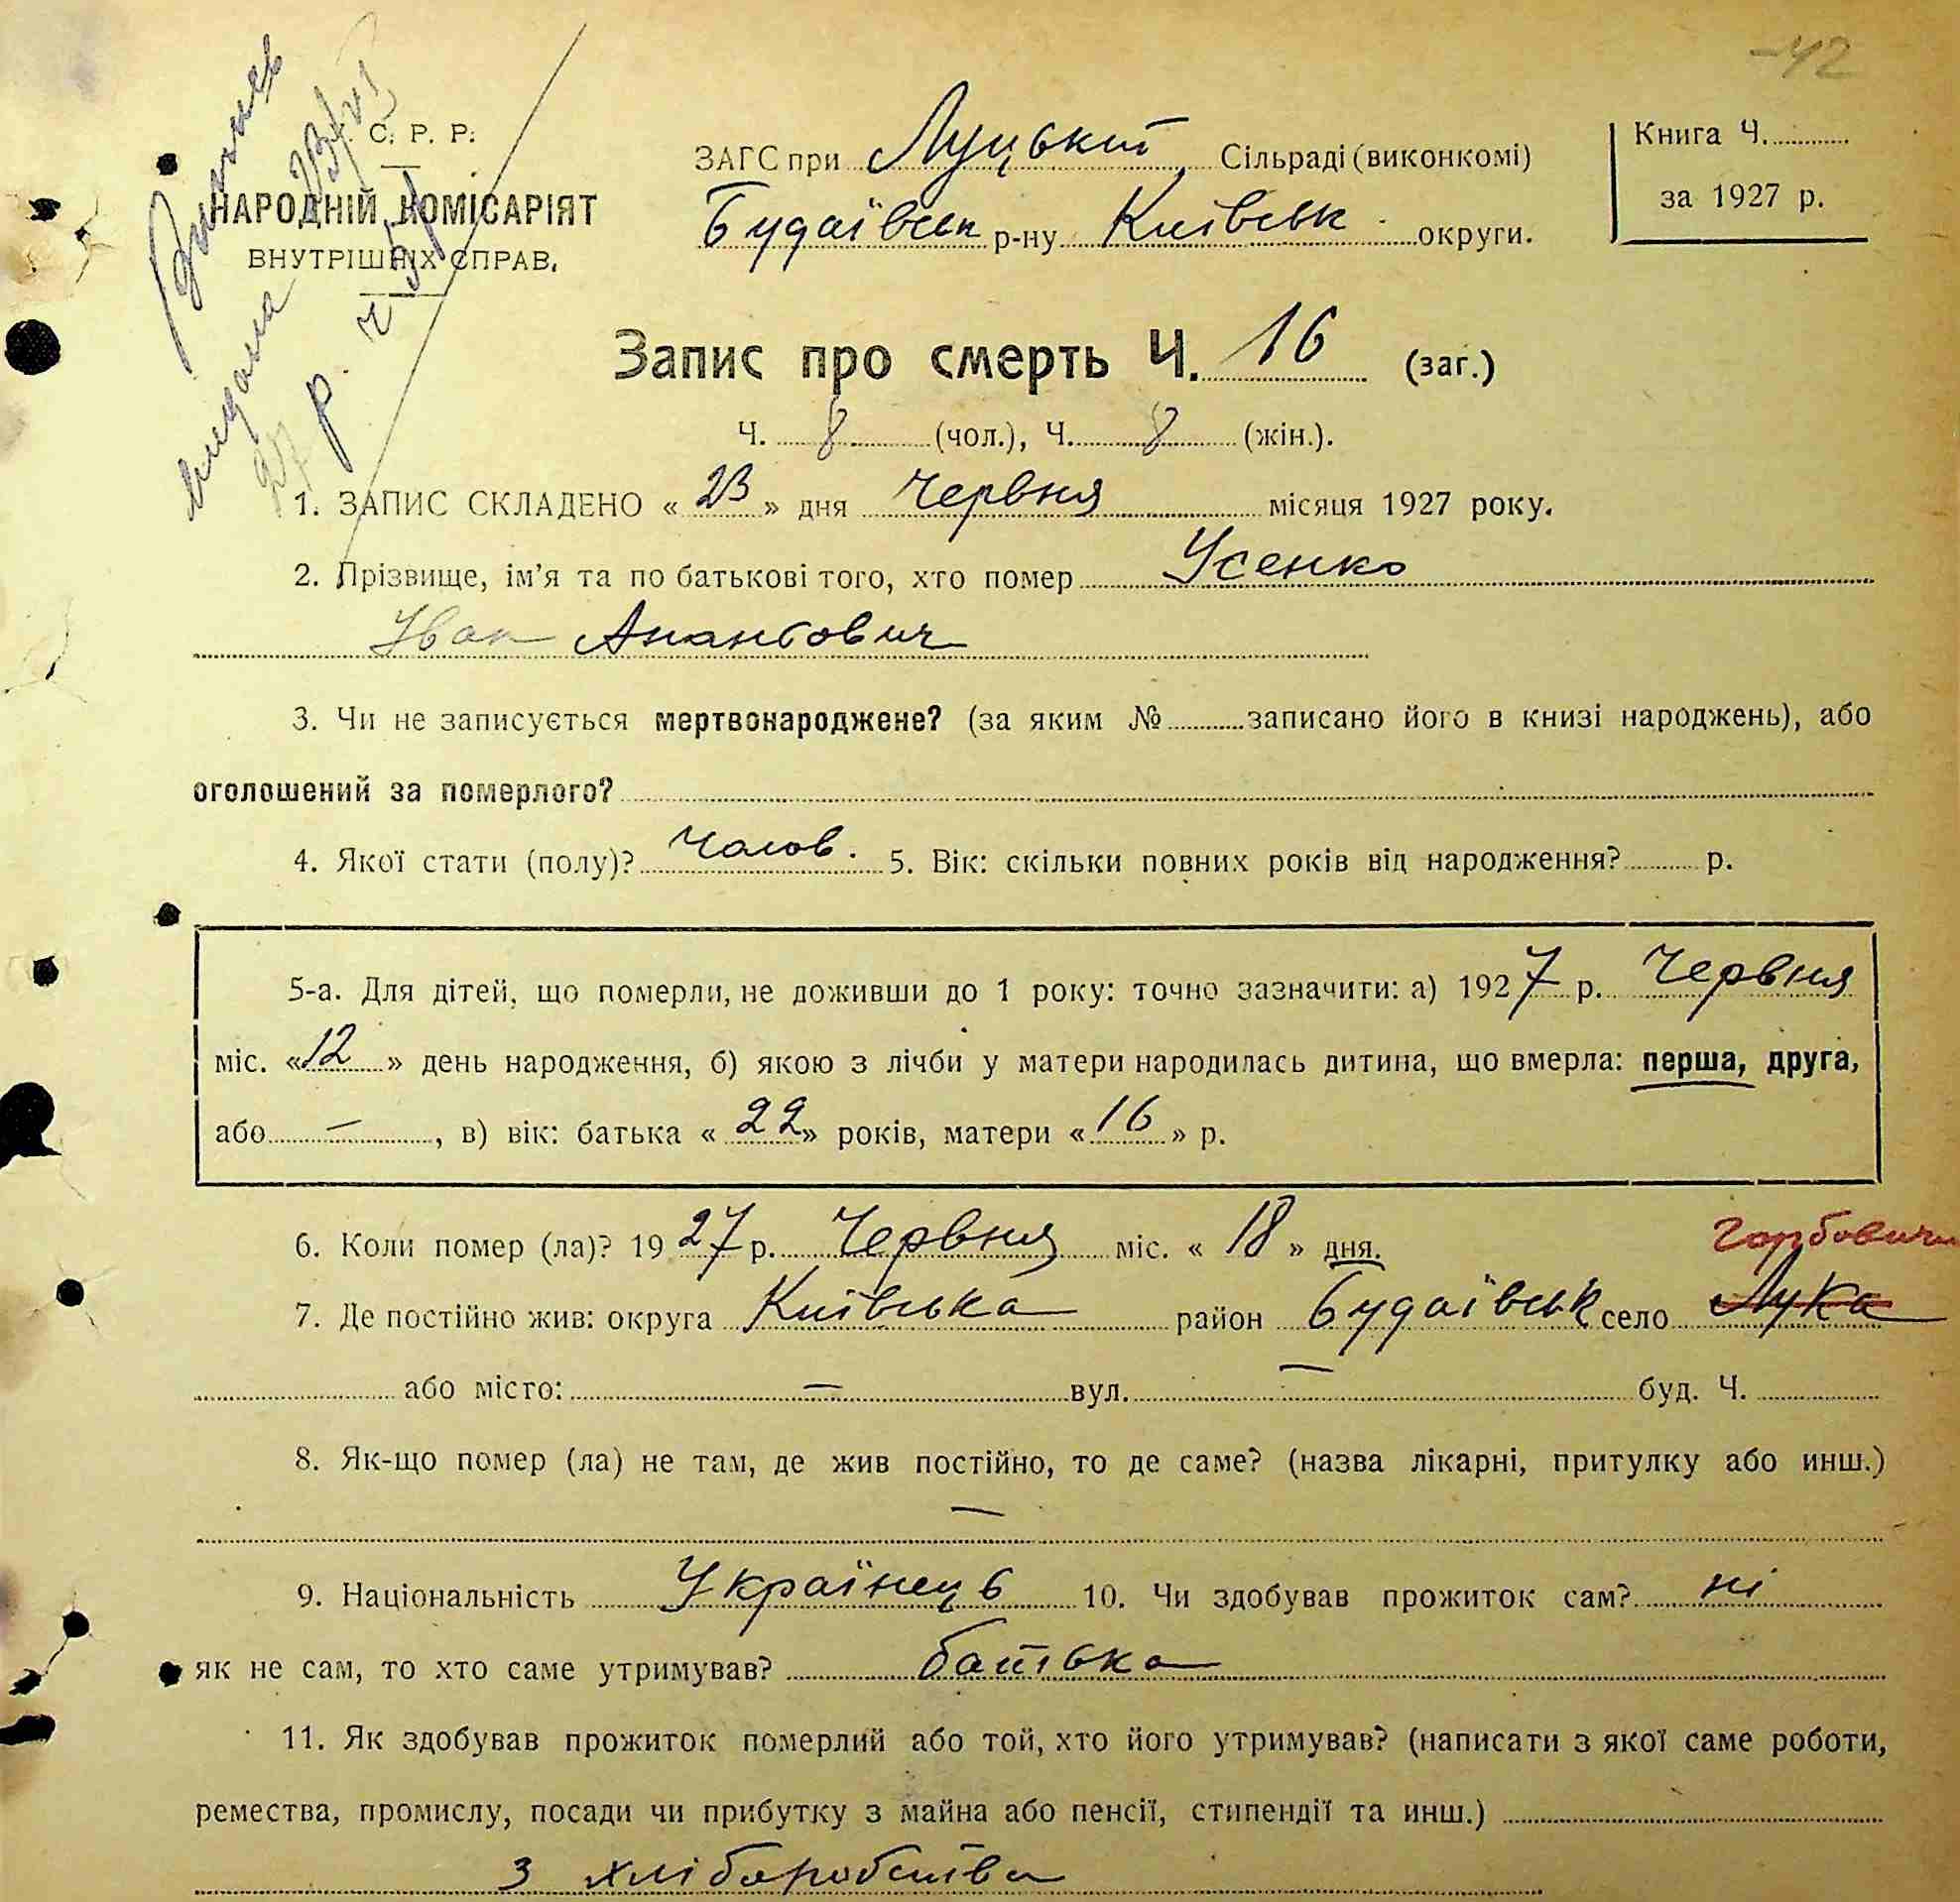 -42
Випись
видана 23/VI
27 р. ч 51
С. Р. Р.
НАРОДНІЙ КОМІСАРІЯТ
ВНУТРІШНІХ СПРАВ.
ЗАГС при Луцькій Сільраді (виконкомі)
Будаївськ р-ну Київськ округи.
Книга Ч.
за 1927 р.
Запис про смерть Ч. 16 (заг.)
Ч. 8 (чол.), Ч. 8 (жін.).
1. ЗАПИС СКЛАДЕНО « 23 » дня Червня місяця 1927 року.
2. Прізвище, ім'я та по батькові того, хто помер Усенко
Іван
3. Чи не записується мертвонароджене? (за яким № записано його в книзі народжень), або
оголошений за померлого?
4. Якої стати (полу)? чолов. 5. Вік: скільки повних років від народження? р.
5-а. Для дітей, що померли, не доживши до 1 року: точно зазначити: а) 1927 р. Червня
міс. «12» день народження, б) якою з лічби у матери народилась дитина, що вмерла: перша, друга,
або —, в) вік: батька «22» років, матери «16» р.
6. Коли помер (ла)? 1927 р. Червня міс. «18» дня.
Горбовичи
7. Де постійно жив: округа Київська район Будаївськ село Лука
або місто: — вул. — буд. Ч.
8. Як-що помер (ла) не там, де жив постійно, то де саме? (назва лікарні, притулку або инш.)
—
9. Національність Українець 10. Чи здобував прожиток сам? ні
як не сам, то хто саме утримував? батько
11. Як здобував прожиток померлий або той, хто його утримував? (написати з якої саме роботи,
ремества, промислу, посади чи прибутку з майна або пенсії, стипендії та инш.)
З хліборобства